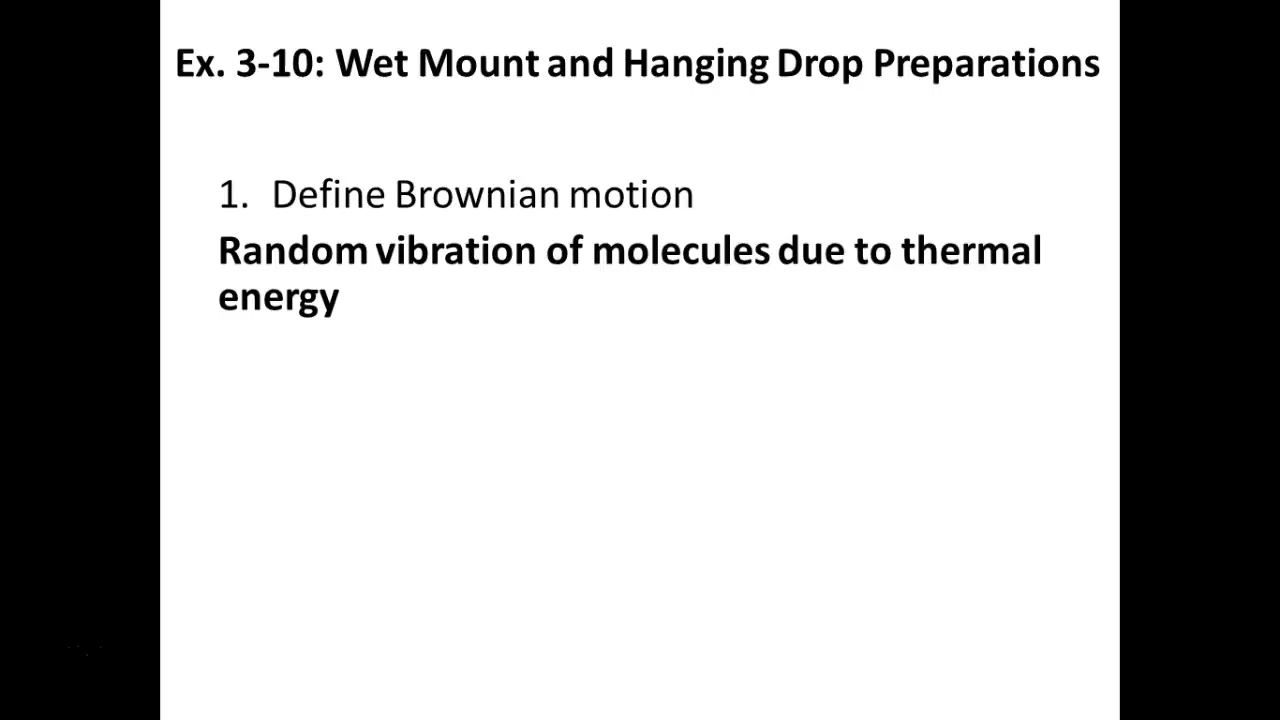 Ex. 3-10: Wet Mount and Hanging Drop Preparations
1. Define Brownian motion
Random vibration of molecules due to thermal
energy